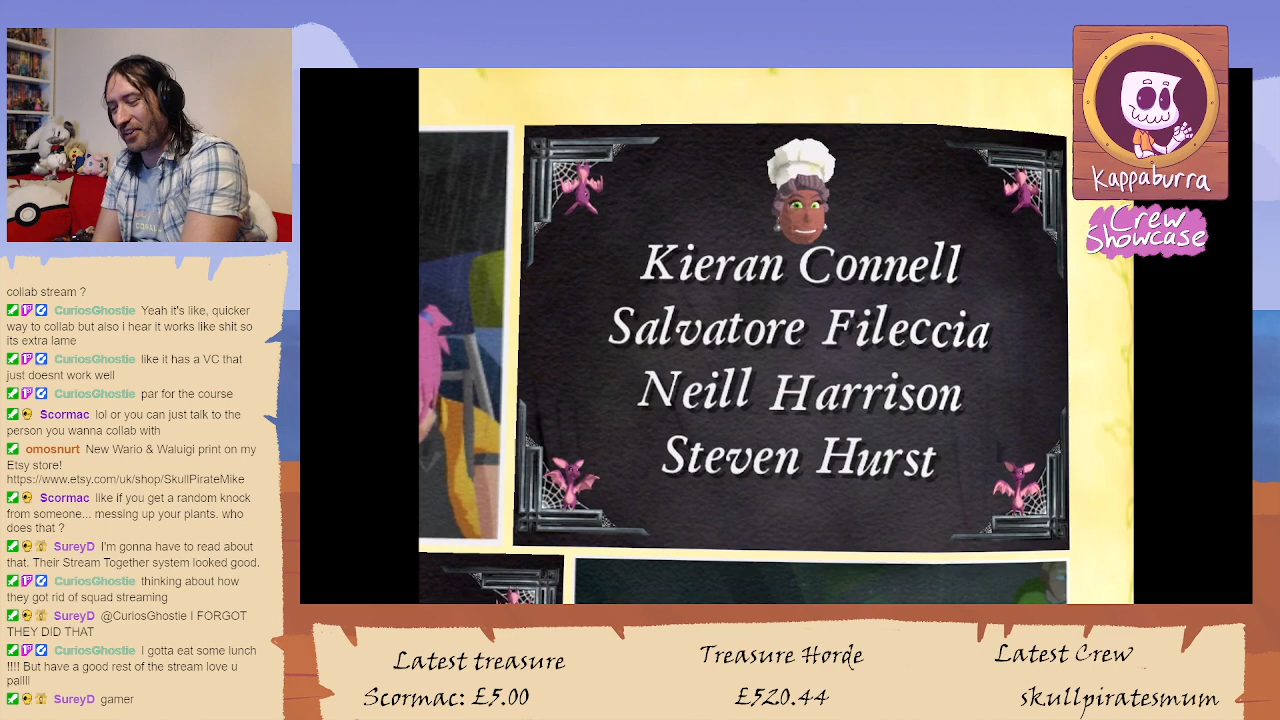 collab stream ?
CuriosGhostie Yeah it's like, quicker
way to collab but also i hear it works like shit so
its extra lame
CuriosGhostie like it has a VC that
just doesnt work well
CuriosGhostie par for the course
Scormac lol or you can just talk to the
person you wanna collab with
omosnurt New Wario & Waluigi print on my
Etsy store!
https://www.etsy.com/uk/shop/SkullPirateMike
Scormac like if you get a random knock
from someone... messing up your plants. who
does that ?
SureyD I'm gonna have to read about
that. Their Stream Together system looked good.
CuriosGhostie thinking about how
they got rid of squad streaming
SureyD @CuriosGhostie I FORGOT
THEY DID THAT
CuriosGhostie I gotta eat some lunch
!!!! But have a good rest of the stream love u
pallll
SureyD gamer
Kieran Connell
Salvatore Fileccia
Neill Harrison
Steven Hurst
Kappaburra
Crew
Showcase
Latest treasure
Scormac: £5.00
Treasure Horde
£520.44
Latest Crew
skullpiratesmum